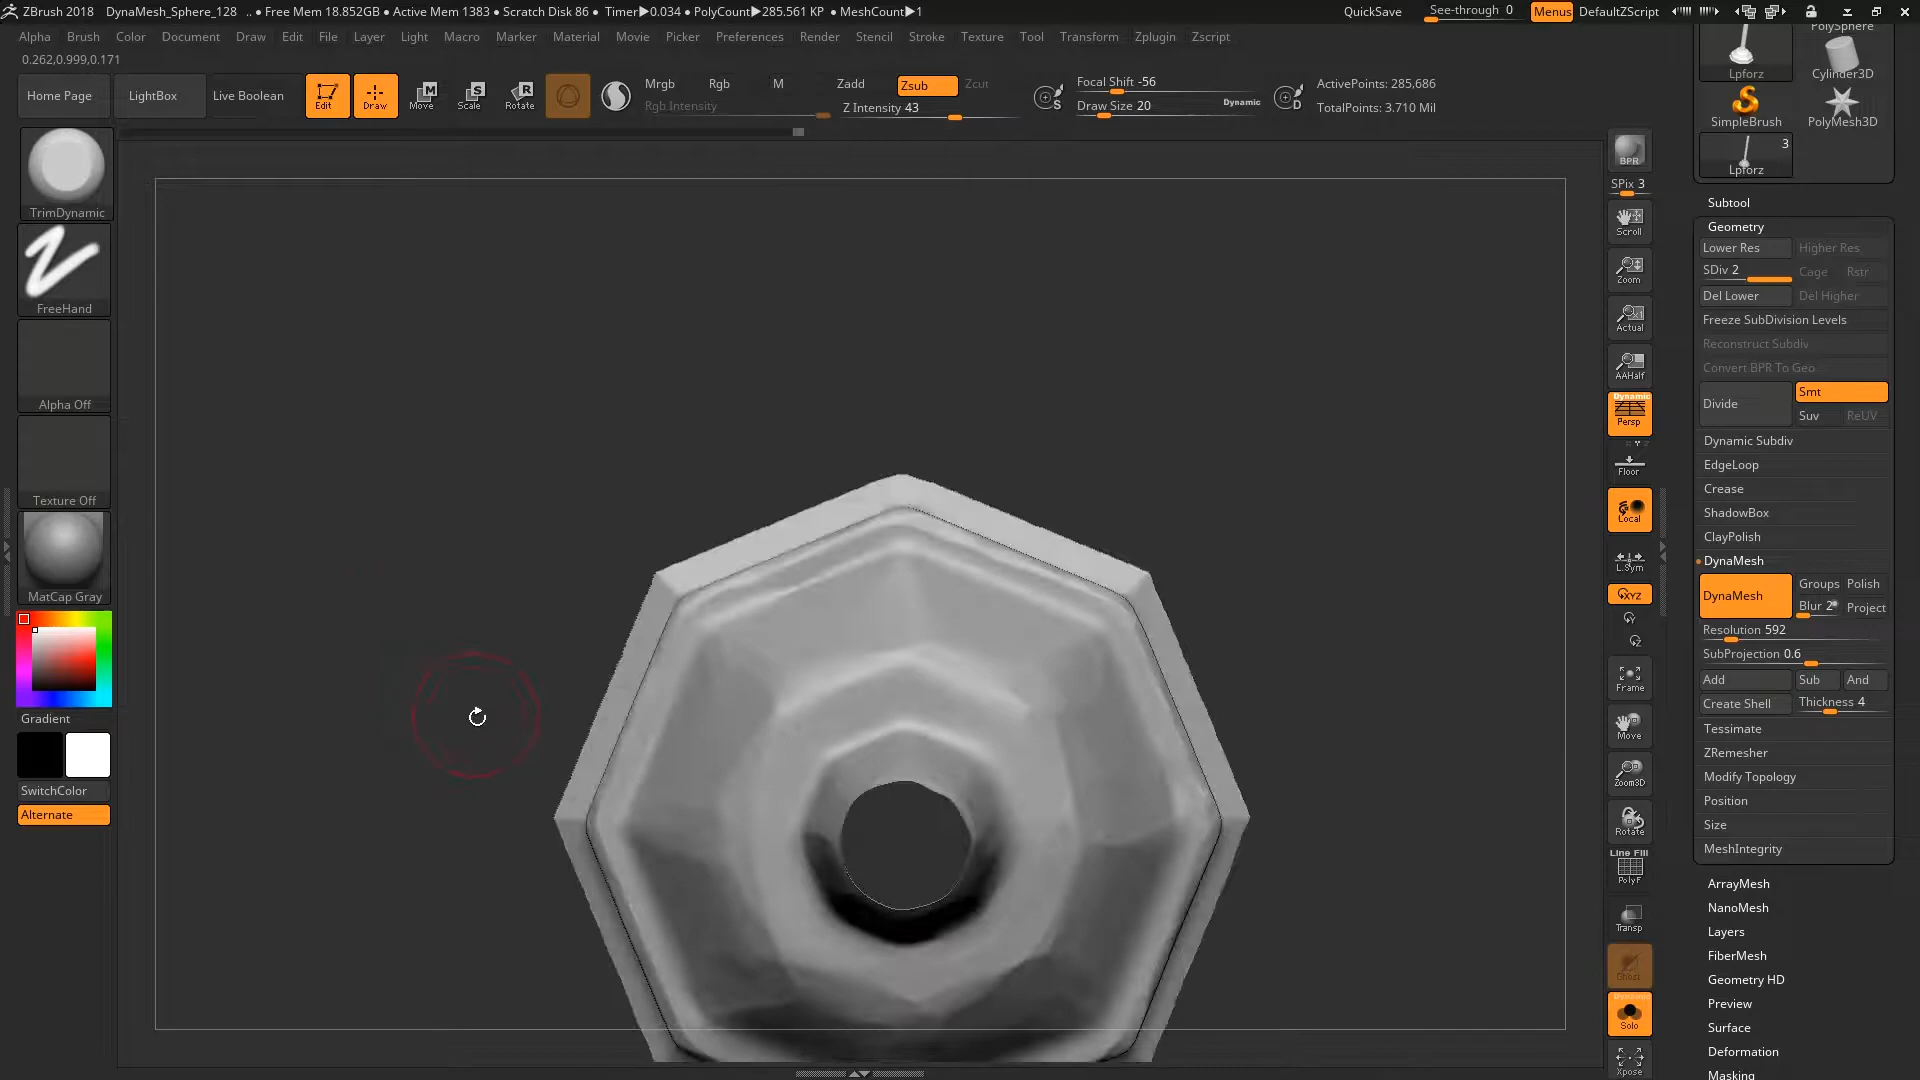 ZBrush 2018 DynaMesh_Sphere_128 .. • Free Mem 18.852GB • Active Mem 1383 • Scratch Disk 86 • Timer▶0.034 • PolyCount▶285.561 KP • MeshCount▶1 QuickSave See-through 0 Menus DefaultZScript
Alpha Brush Color Document Draw Edit File Layer Light Macro Marker Material Movie Picker Preferences Render Stencil Stroke Texture Tool Transform Zplugin Zscript
0.262,0.999,0.171
Home Page LightBox Live Boolean Edit Draw Move Scale Rotate
Mrgb Rgb M
Rgb Intensity
Zadd Zsub Zcut
Z Intensity 43
S
Focal Shift -56
Draw Size 20 Dynamic
D
ActivePoints: 285,686
TotalPoints: 3.710 Mil
TrimDynamic
FreeHand
Alpha Off
Texture Off
MatCap Gray
Gradient
SwitchColor
Alternate
BPR
SPix 3
Scroll
Zoom
Actual
AAHalf
Dynamic
Persp
Floor
Local
L.Sym
XYZ
Y
Z
Frame
Move
Zoom3D
Rotate
Line Fill
PolyF
Transp
Ghost
Dynamic
Solo
Xpose
PolySphere
Lpforz Cylinder3D
SimpleBrush PolyMesh3D
3
Lpforz
Subtool
Geometry
Lower Res Higher Res
SDiv 2 Cage Rstr
Del Lower Del Higher
Freeze SubDivision Levels
Reconstruct Subdiv
Convert BPR To Geo
Divide Smt
Suv ReUV
Dynamic Subdiv
EdgeLoop
Crease
ShadowBox
ClayPolish
DynaMesh
DynaMesh Groups Polish
Blur 2 Project
Resolution 592
SubProjection 0.6
Add Sub And
Create Shell Thickness 4
Tessimate
ZRemesher
Modify Topology
Position
Size
MeshIntegrity
ArrayMesh
NanoMesh
Layers
FiberMesh
Geometry HD
Preview
Surface
Deformation
Masking